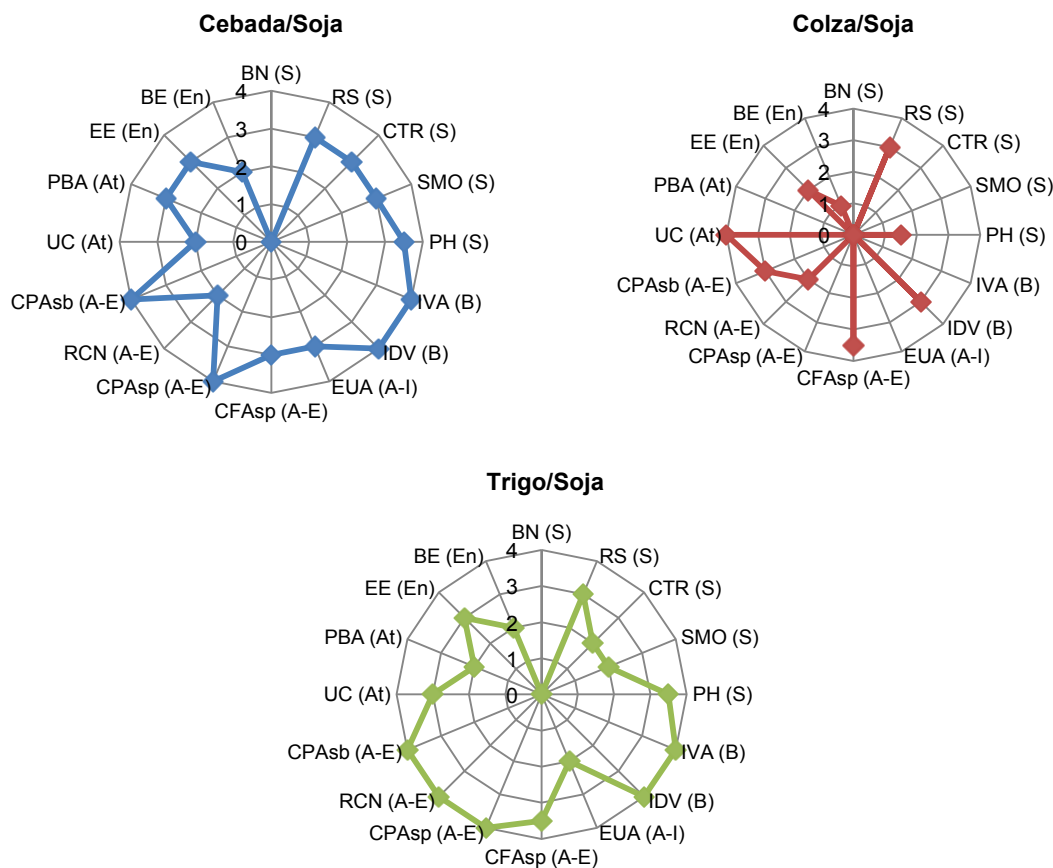 Cebada/Soja
BN (S)
RS (S)
CTR (S)
SMO (S)
PH (S)
IVA (B)
IDV (B)
EUA (A-I)
CFAsp (A-E)
CPAsp (A-E)
RCN (A-E)
CPAsb (A-E)
UC (At)
PBA (At)
EE (En)
BE (En)
4
3
2
1
0
Colza/Soja
BN (S)
RS (S)
CTR (S)
SMO (S)
PH (S)
IVA (B)
IDV (B)
EUA (A-I)
CFAsp (A-E)
CPAsp (A-E)
RCN (A-E)
CPAsb (A-E)
UC (At)
PBA (At)
EE (En)
BE (En)
4
3
2
1
0
Trigo/Soja
BN (S)
RS (S)
CTR (S)
SMO (S)
PH (S)
IVA (B)
IDV (B)
EUA (A-I)
CFAsp (A-E)
CPAsp (A-E)
RCN (A-E)
CPAsb (A-E)
UC (At)
PBA (At)
EE (En)
BE (En)
4
3
2
1
0